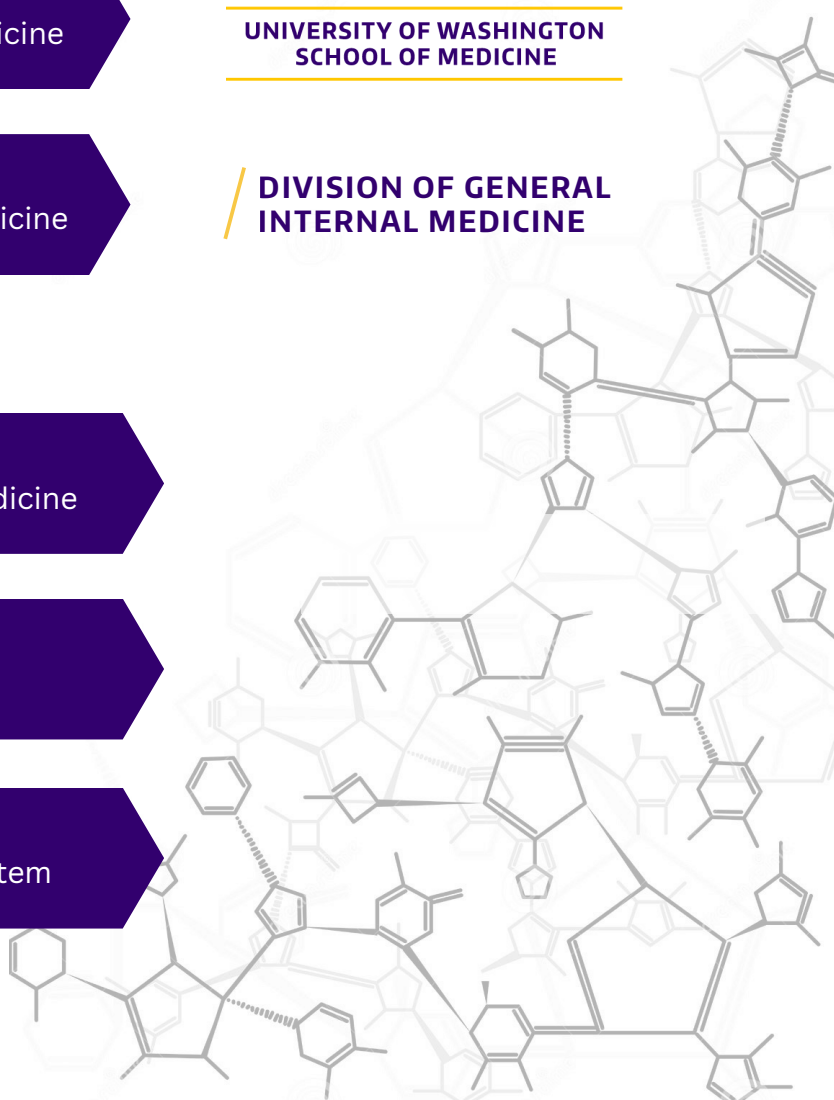 icine
UNIVERSITY OF WASHINGTON
SCHOOL OF MEDICINE
DIVISION OF GENERAL
INTERNAL MEDICINE
icine
dicine
tem